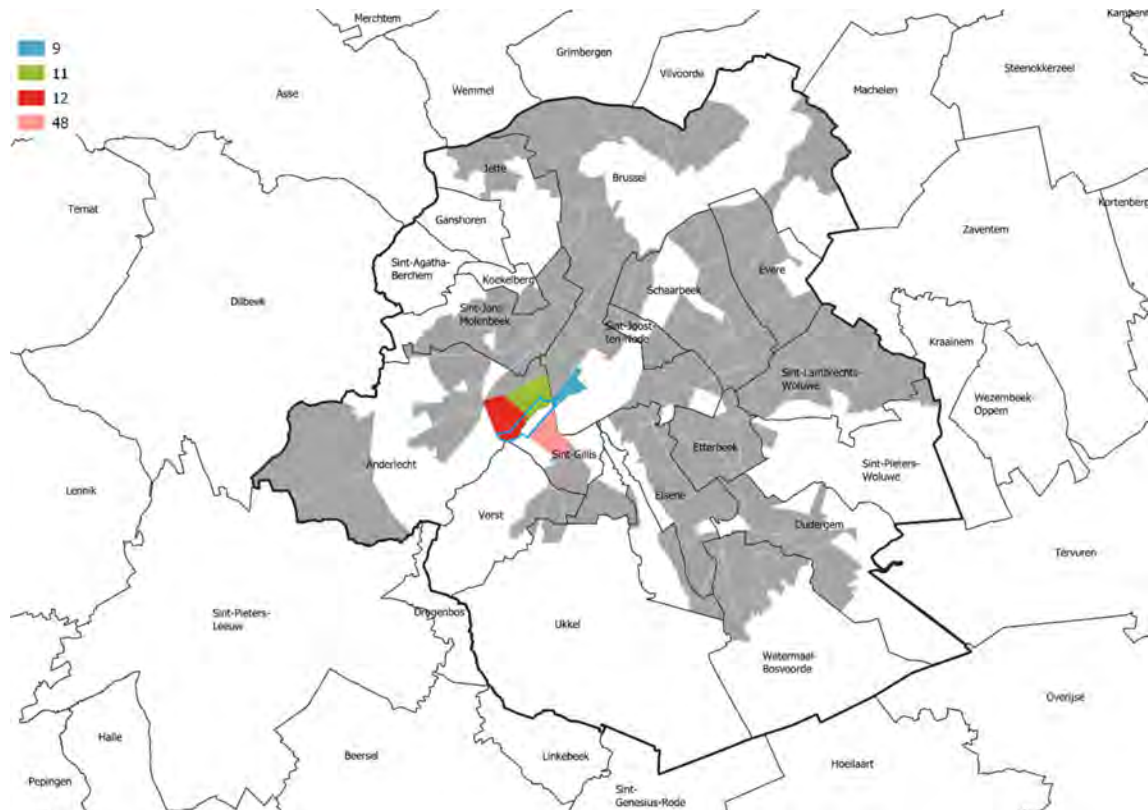 9
11
12
48
Merchtem
Kampenh
Grimbergen
Steenokkerzeel
Vilvoorde
Wemmel
Machelen
Asse
Jette
Brussel
Ternat
Kortenberg
Ganshoren
Zaventem
Sint-Agatha-
Berchem
Koekelberg
Evere
Dilbeek
Schaarbeek
Sint-Jans-
Molenbeek
Sint-Joost-
ten-Node
Kraainem
Sint-Lambrechts-
Woluwe
Wezembeek-
Oppem
Etterbeek
Sint-Gillis
Anderlecht
Sint-Pieters-
Woluwe
Lennik
Elsene
Vorst
Oudergem
Tervuren
Sint-Pieters-
Leeuw
Drogenbos
Ukkel
Watermaal-
Bosvoorde
Overijse
Halle
Beersel
Linkebeek
Hoeilaart
Pepingen
Sint-
Genesius-Rode